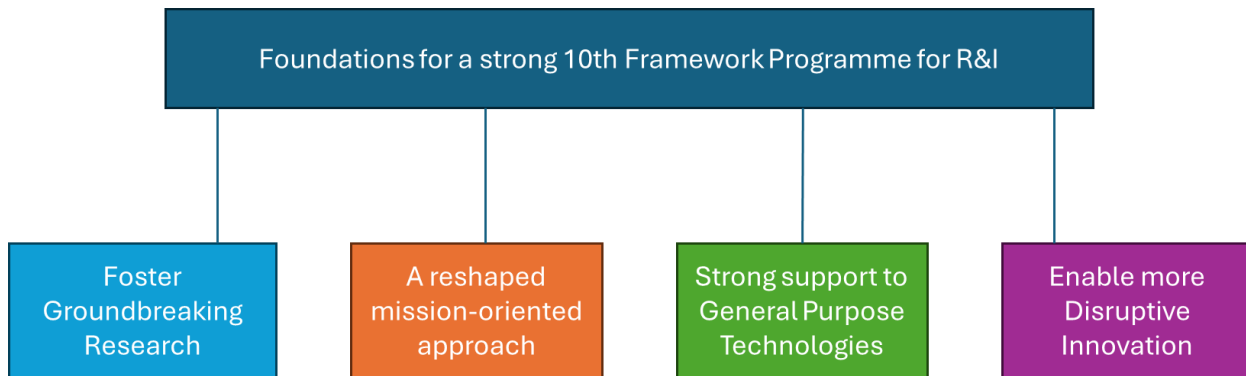 Foundations for a strong 10th Framework Programme for R&I
Foster
Groundbreaking
Research
A reshaped
mission-oriented
approach
Strong support to
General Purpose
Technologies
Enable more
Disruptive
Innovation